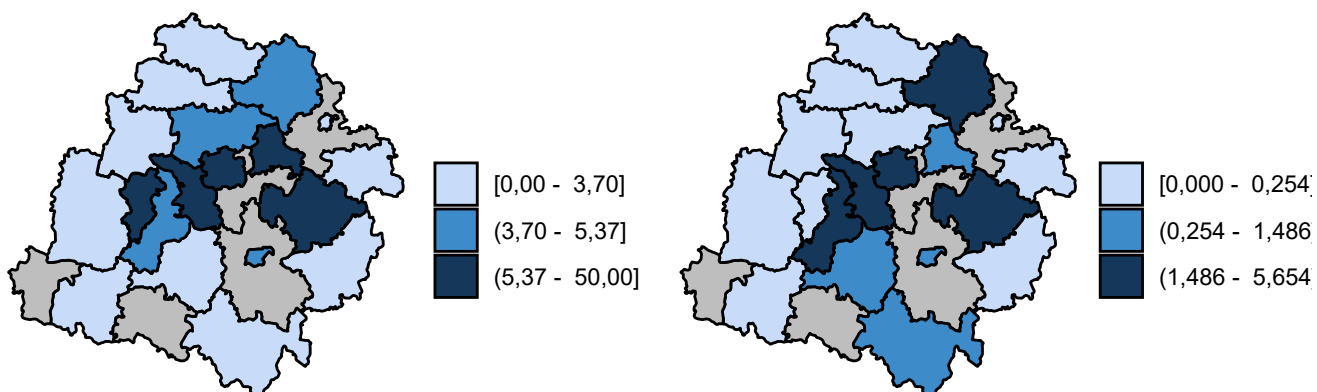 [0,00 - 3,70]
(3,70 - 5,37]
(5,37 - 50,00]
[0,000 - 0,254]
(0,254 - 1,486]
(1,486 - 5,654]